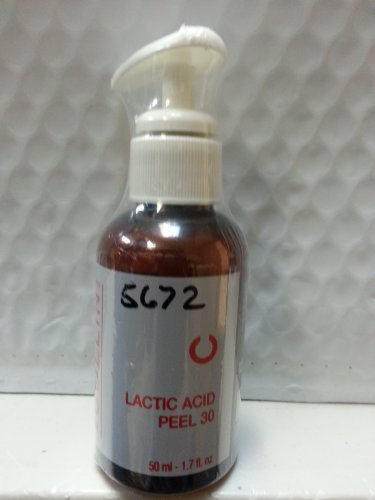 5672
LACTIC ACID
PEEL 30
50 ml - 1.7 fl. oz